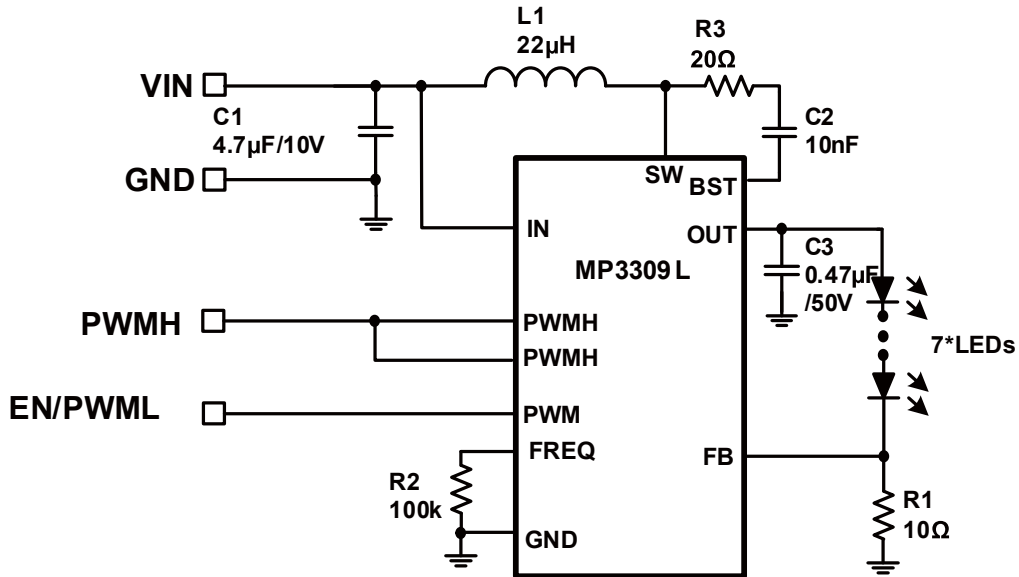 L1
22µH
R3
20Ω
VIN
C1
4.7µF/10V
C2
10nF
GND
SW
BST
IN
OUT
MP3309L
C3
0.47µF
/50V
PWMH
PWMH
PWMH
7*LEDs
EN/PWML
PWM
FREQ
FB
R2
100k
R1
10Ω
GND